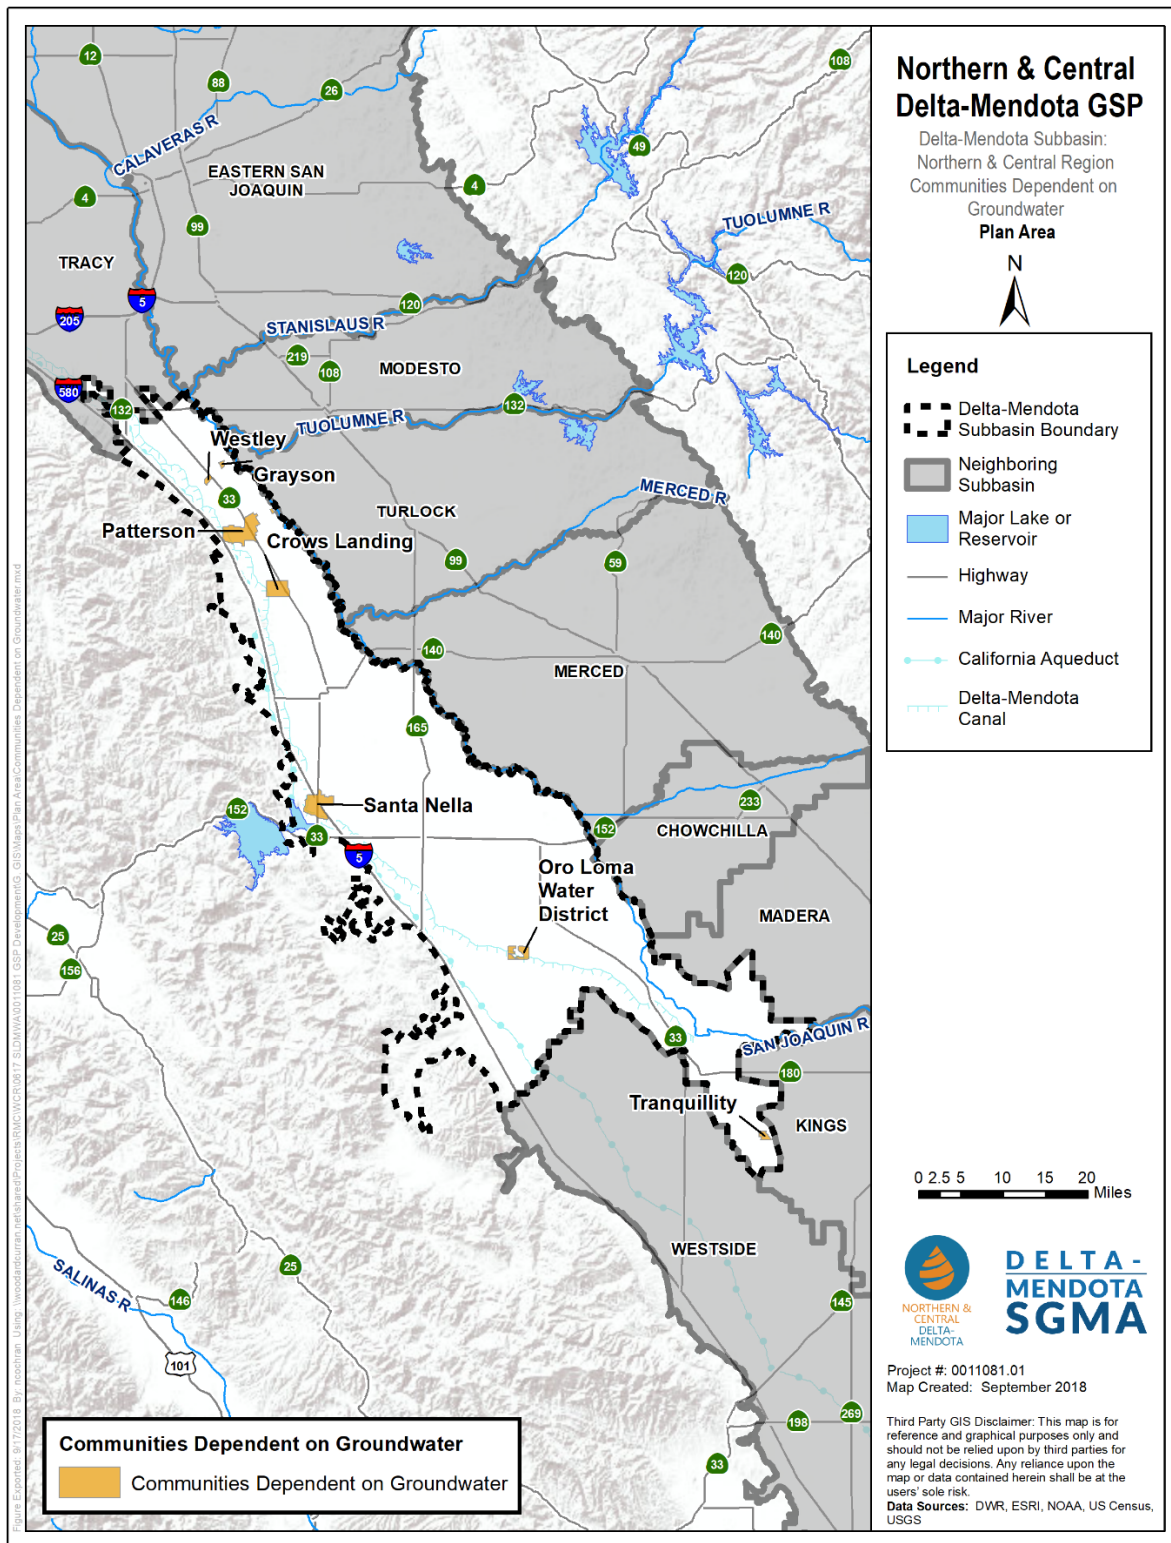 Northern & Central
Delta-Mendota GSP
Delta-Mendota Subbasin:
Northern & Central Region
Communities Dependent on
Groundwater
Plan Area
N
Legend
Delta-Mendota
Subbasin Boundary
Neighboring
Subbasin
Major Lake or
Reservoir
Highway
Major River
California Aqueduct
Delta-Mendota
Canal
0 2.5 5 10 15 20
Miles
NORTHERN &
CENTRAL
DELTA-
MENDOTA
DELTA-
MENDOTA
SGMA
Project #: 0011081.01
Map Created: September 2018
Third Party GIS Disclaimer: This map is for
reference and graphical purposes only and
should not be relied upon by third parties for
any legal decisions. Any reliance upon the
map or data contained herein shall be at the
users' sole risk.
Data Sources: DWR, ESRI, NOAA, US Census,
USGS
12
88
26
108
CALAVERAS R
49
EASTERN SAN
JOAQUIN
4
4
99
TUOLUMNE R
TRACY
120
5
205
120
STANISLAUS R
219
108
MODESTO
580
132
132
TUOLUMNE R
Westley
Grayson
33
MERCED R
TURLOCK
Patterson
Crows Landing
99
59
140
140
MERCED
165
Santa Nella
152
33
5
233
152
CHOWCHILLA
Oro Loma
Water
District
MADERA
25
156
33
SAN JOAQUIN R
180
Tranquillity
KINGS
WESTSIDE
25
SALINAS R
146
145
101
269
198
33
Communities Dependent on Groundwater
Communities Dependent on Groundwater